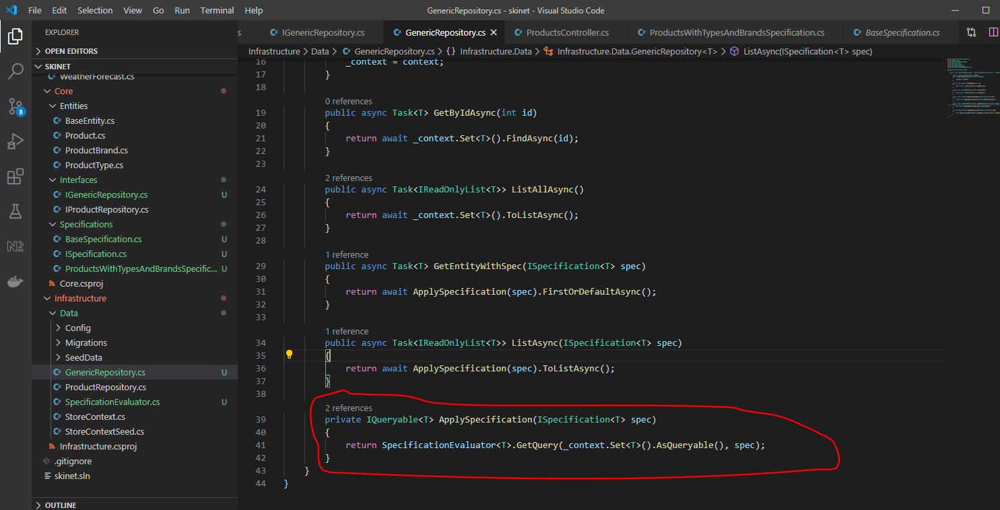 File Edit Selection View Go Run Terminal Help GenericRepository.cs - skinet - Visual Studio Code
EXPLORER
OPEN EDITORS
SKINET
WeatherForecast.cs
Core
Entities
BaseEntity.cs
Product.cs
ProductBrand.cs
ProductType.cs
Interfaces
IGenericRepository.cs U
IProductRepository.cs
Specifications
BaseSpecification.cs U
ISpecification.cs U
ProductsWithTypesAndBrandsSpecific... U
Core.csproj
Infrastructure
Data
Config
Migrations
SeedData
GenericRepository.cs U
ProductRepository.cs
SpecificationEvaluator.cs U
StoreContext.cs
StoreContextSeed.cs
Infrastructure.csproj
.gitignore
skinet.sln
OUTLINE
8
s IGenericRepository.cs GenericRepository.cs ProductsController.cs ProductsWithTypesAndBrandsSpecification.cs BaseSpecification.cs
Infrastructure > Data > GenericRepository.cs > {} Infrastructure.Data > Infrastructure.Data.GenericRepository<T> > ListAsync(ISpecification<T> spec)
16 _context = context;
17 }
18
0 references
19 public async Task<T> GetByIdAsync(int id)
20 {
21 return await _context.Set<T>().FindAsync(id);
22 }
23
2 references
24 public async Task<IReadOnlyList<T>> ListAllAsync()
25 {
26 return await _context.Set<T>().ToListAsync();
27 }
28
1 reference
29 public async Task<T> GetEntityWithSpec(ISpecification<T> spec)
30 {
31 return await ApplySpecification(spec).FirstOrDefaultAsync();
32 }
33
1 reference
34 public async Task<IReadOnlyList<T>> ListAsync(ISpecification<T> spec)
35 {
36 return await ApplySpecification(spec).ToListAsync();
37 }
38
2 references
39 private IQueryable<T> ApplySpecification(ISpecification<T> spec)
40 {
41 return SpecificationEvaluator<T>.GetQuery(_context.Set<T>().AsQueryable(), spec);
42 }
43 }
44 }